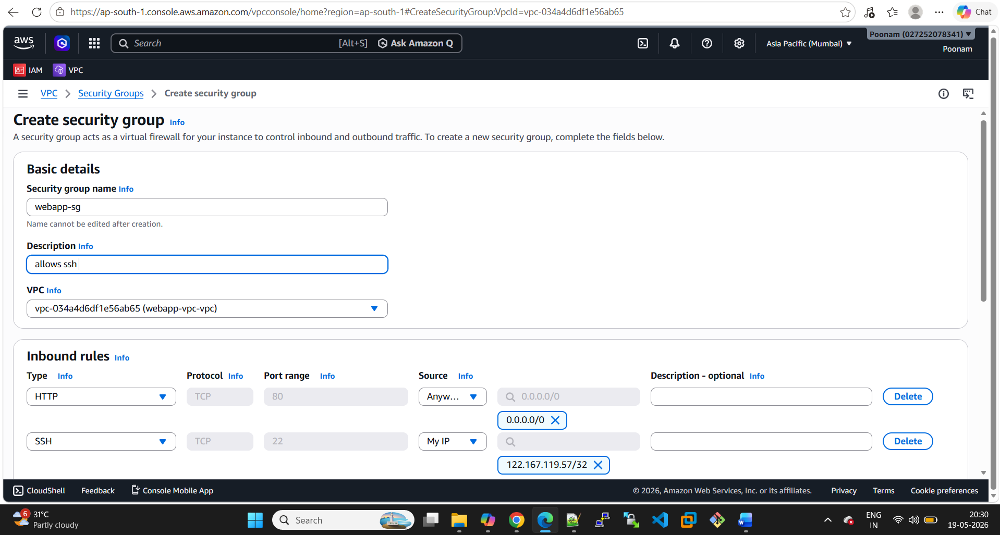 https://ap-south-1.console.aws.amazon.com/vpcconsole/home?region=ap-south-1#CreateSecurityGroup:VpcId=vpc-034a4d6df1e56ab65
Chat
aws
Search
[Alt+S]
Ask Amazon Q
Asia Pacific (Mumbai)
Poonam (027252078341)
Poonam
IAM
VPC
VPC
Security Groups
Create security group
Create security group Info
A security group acts as a virtual firewall for your instance to control inbound and outbound traffic. To create a new security group, complete the fields below.
Basic details
Security group name Info
webapp-sg
Name cannot be edited after creation.
Description Info
allows ssh
VPC Info
vpc-034a4d6df1e56ab65 (webapp-vpc-vpc)
Inbound rules Info
Type Info Protocol Info Port range Info Source Info Description - optional Info
HTTP TCP 80 Anyw... 0.0.0.0/0 Delete
0.0.0.0/0
SSH TCP 22 My IP Delete
122.167.119.57/32
CloudShell Feedback Console Mobile App © 2026, Amazon Web Services, Inc. or its affiliates. Privacy Terms Cookie preferences
6
31°C
Partly cloudy
Search
ENG
IN
20:30
19-05-2026